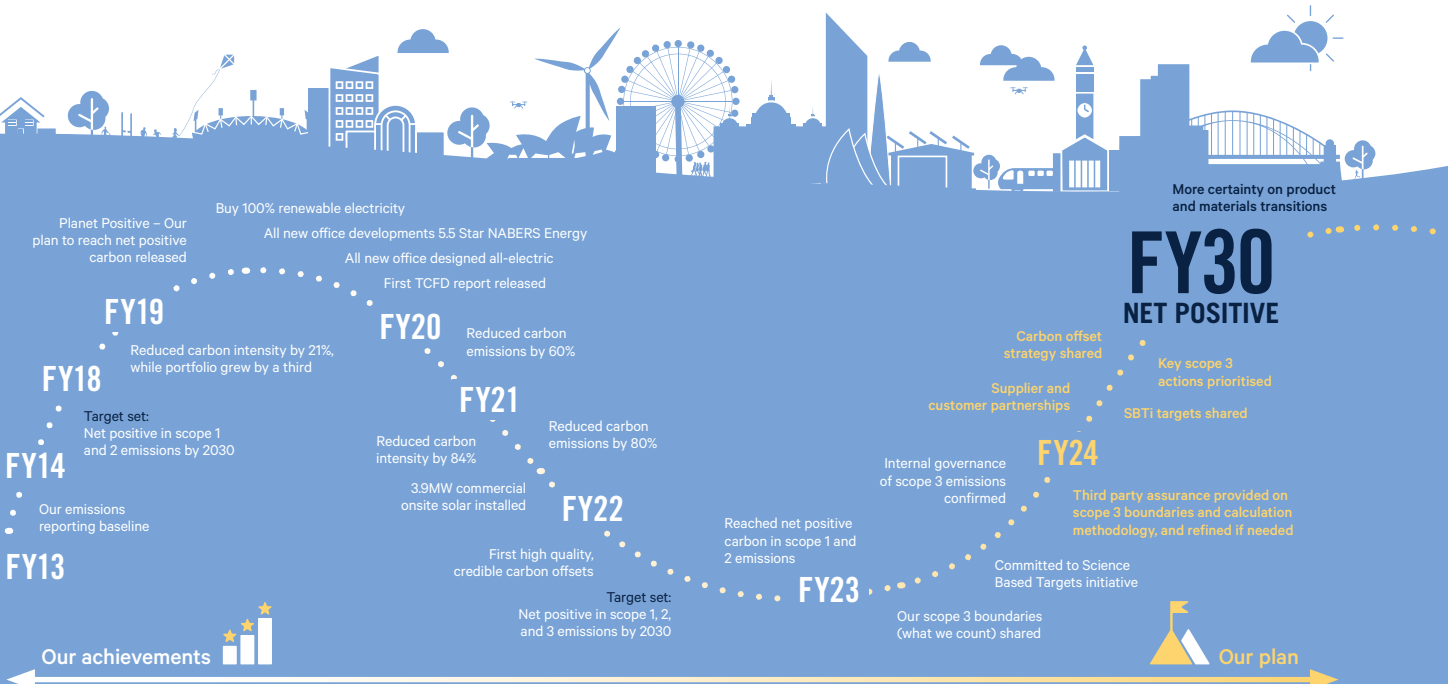 More certainty on product
and materials transitions
FY30
NET POSITIVE
Buy 100% renewable electricity
Planet Positive – Our
plan to reach net positive
carbon released
All new office developments 5.5 Star NABERS Energy
All new office designed all-electric
First TCFD report released
FY19
FY20
Reduced carbon
emissions by 60%
Reduced carbon intensity by 21%,
while portfolio grew by a third
FY18
FY21
Target set:
Net positive in scope 1
and 2 emissions by 2030
Reduced carbon
emissions by 80%
Reduced carbon
intensity by 84%
FY14
3.9MW commercial
onsite solar installed
FY22
Our emissions
reporting baseline
FY13
First high quality,
credible carbon offsets
Target set:
Net positive in scope 1, 2,
and 3 emissions by 2030
Reached net positive
carbon in scope 1 and
2 emissions
FY23
Carbon offset
strategy shared
Key scope 3
actions prioritised
Supplier and
customer partnerships
SBTi targets shared
FY24
Internal governance
of scope 3 emissions
confirmed
Third party assurance provided on
scope 3 boundaries and calculation
methodology, and refined if needed
Committed to Science
Based Targets initiative
Our scope 3 boundaries
(what we count) shared
Our achievements
Our plan